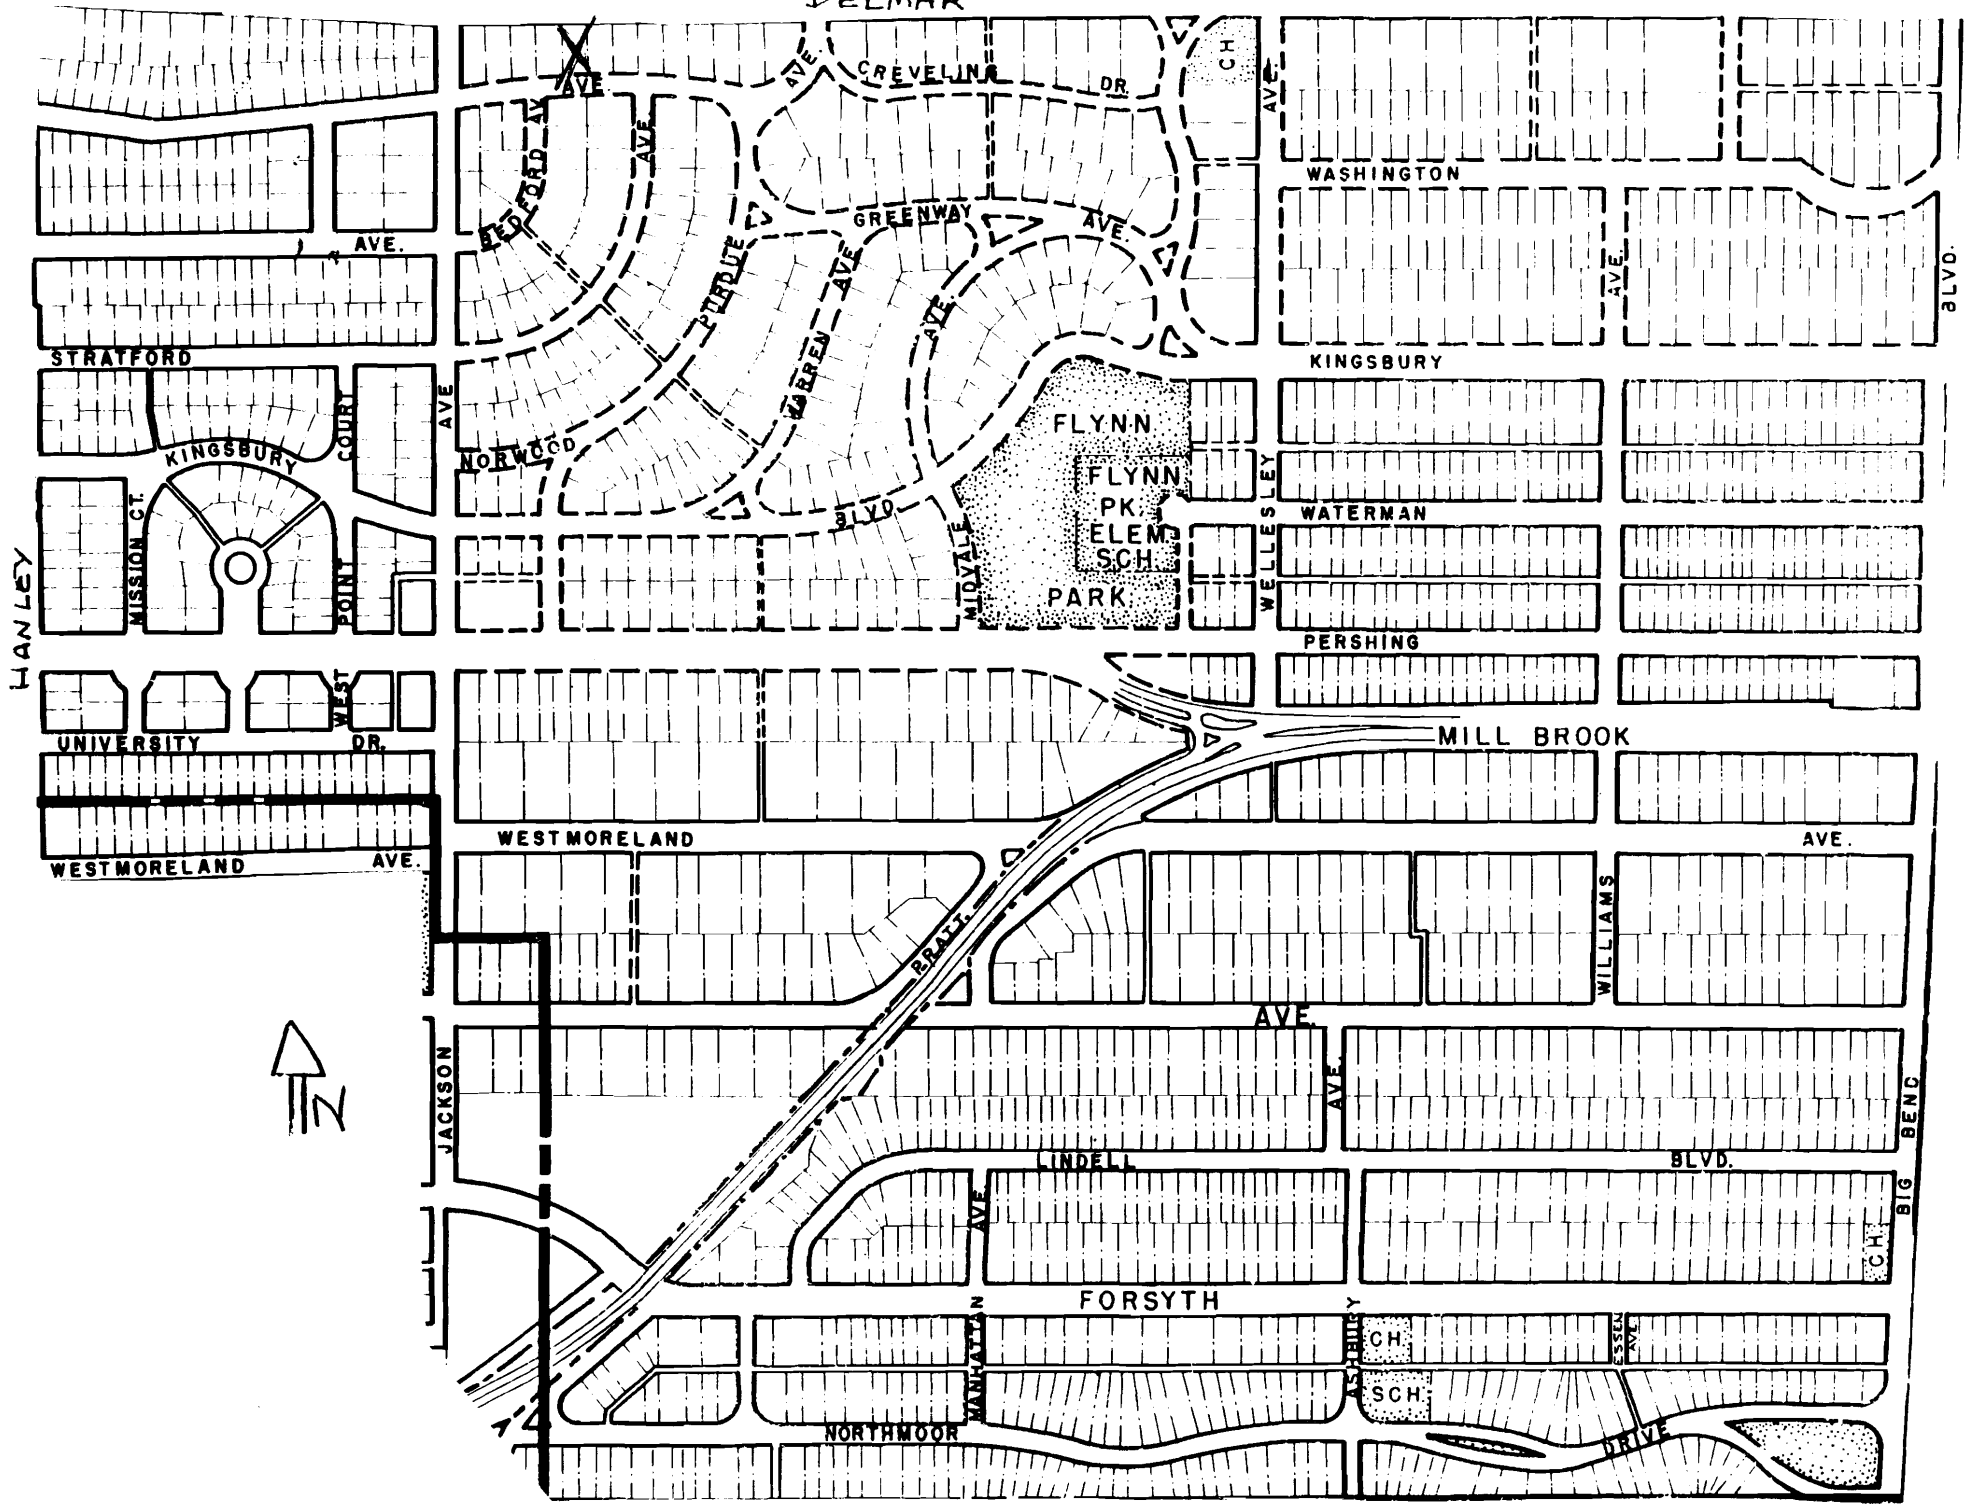 DELMAR
CH
AVE.
CREVELING
DR.
AVE.
AVE
BEDFORD AV
AVE.
WASHINGTON
GREENWAY
AVE.
AVE.
PURDUE
AVE
AVE.
BLVD.
AVE.
STRATFORD
KINGSBURY
WARREN
COURT
AVE
FLYNN
NORWOOD
KINGSBURY
FLYNN
PK.
ELEM.
SCH.
WELLESLEY
WATERMAN
BLVD.
MISSION CT.
MIDVALE
HANLEY
POINT
PARK
PERSHING
WEST
UNIVERSITY
DR.
MILL BROOK
WESTMORELAND
AVE.
WESTMORELAND
AVE.
WILLIAMS
PRATT.
AVE.
N
JACKSON
AVE.
BEND
LINDELL
BLVD.
AVE.
BIG
CH.
FORSYTH
MANHATTAN
ASHBURY
CH.
ESSEN
AVE.
SCH.
NORTHMOOR
DRIVE